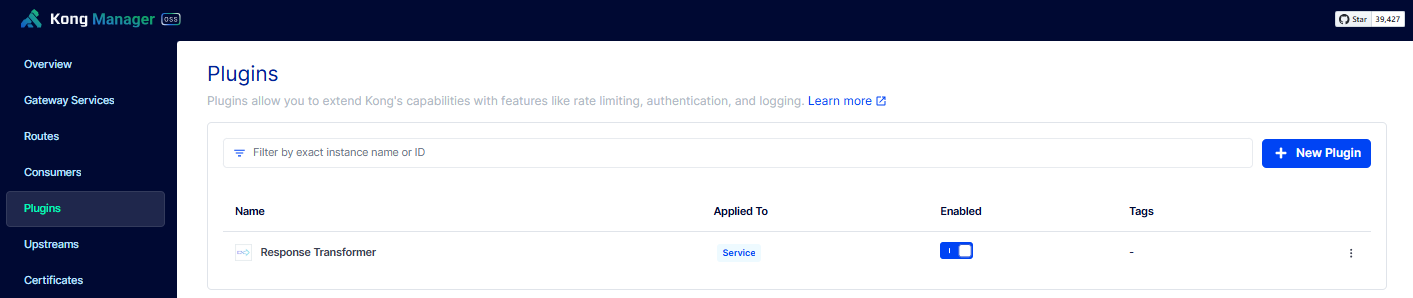 Kong Manager OSS
Star 39,427
Overview
Gateway Services
Routes
Consumers
Plugins
Upstreams
Certificates
Plugins
Plugins allow you to extend Kong's capabilities with features like rate limiting, authentication, and logging. Learn more
Filter by exact instance name or ID
New Plugin
Name Applied To Enabled Tags
Response Transformer Service -